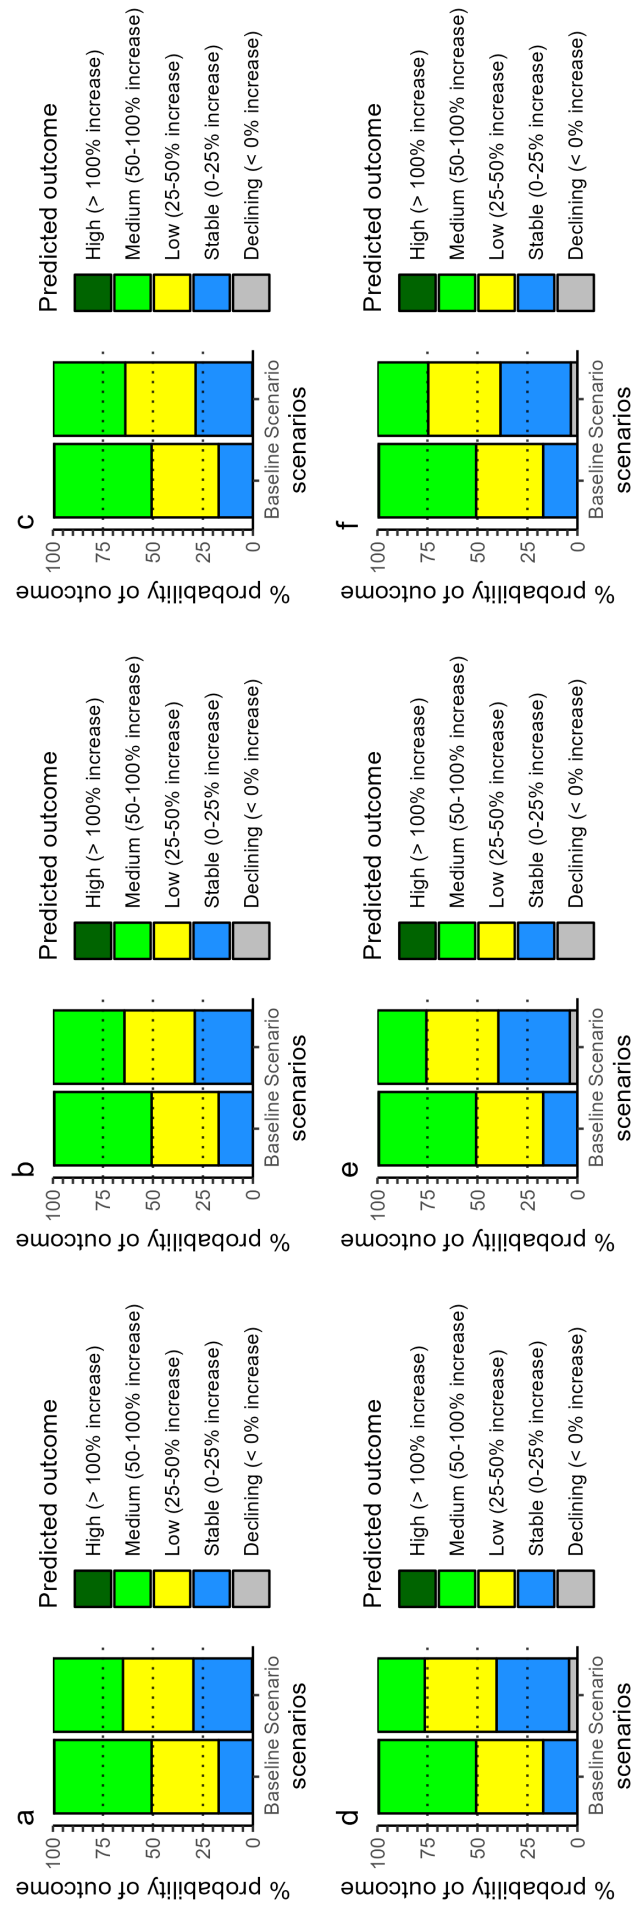 a
% probability of outcome
100
75
50
25
0
Baseline Scenario
scenarios
Predicted outcome
High (> 100% increase)
Medium (50-100% increase)
Low (25-50% increase)
Stable (0-25% increase)
Declining (< 0% increase)
b
% probability of outcome
100
75
50
25
0
Baseline Scenario
scenarios
Predicted outcome
High (> 100% increase)
Medium (50-100% increase)
Low (25-50% increase)
Stable (0-25% increase)
Declining (< 0% increase)
c
% probability of outcome
100
75
50
25
0
Baseline Scenario
scenarios
Predicted outcome
High (> 100% increase)
Medium (50-100% increase)
Low (25-50% increase)
Stable (0-25% increase)
Declining (< 0% increase)
d
% probability of outcome
100
75
50
25
0
Baseline Scenario
scenarios
Predicted outcome
High (> 100% increase)
Medium (50-100% increase)
Low (25-50% increase)
Stable (0-25% increase)
Declining (< 0% increase)
e
% probability of outcome
100
75
50
25
0
Baseline Scenario
scenarios
Predicted outcome
High (> 100% increase)
Medium (50-100% increase)
Low (25-50% increase)
Stable (0-25% increase)
Declining (< 0% increase)
f
% probability of outcome
100
75
50
25
0
Baseline Scenario
scenarios
Predicted outcome
High (> 100% increase)
Medium (50-100% increase)
Low (25-50% increase)
Stable (0-25% increase)
Declining (< 0% increase)